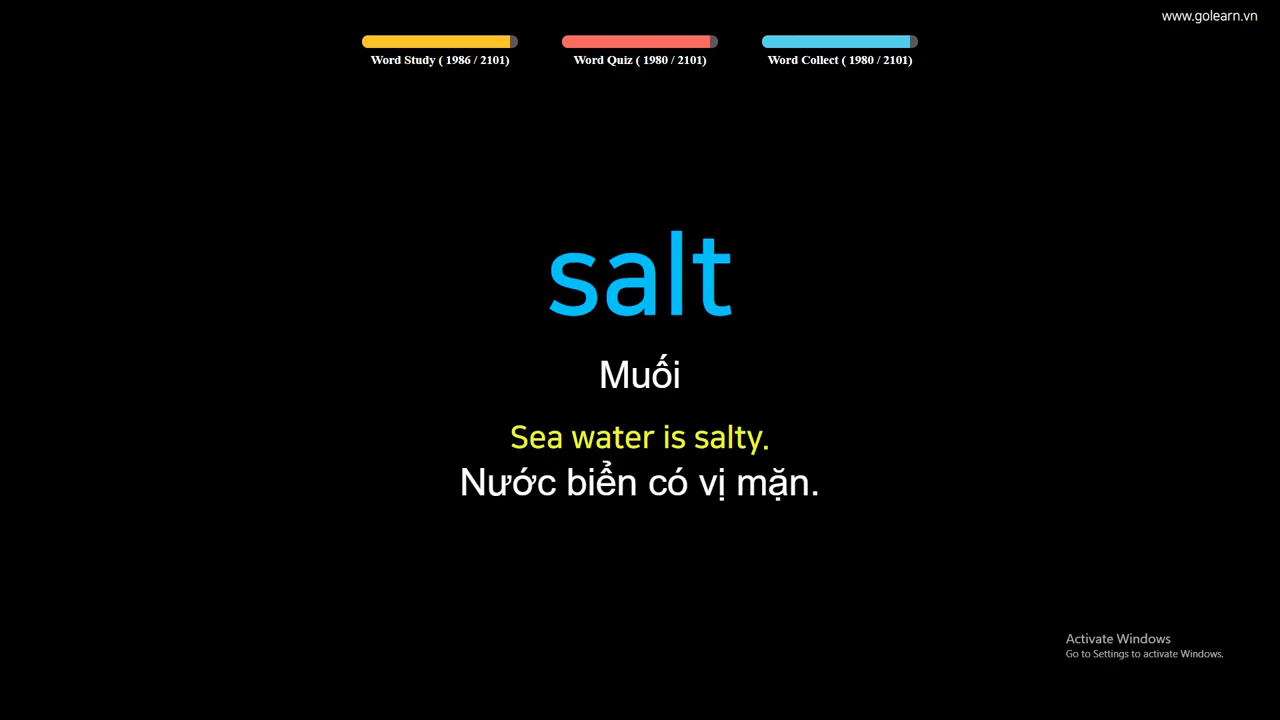 www.golearn.vn
Word Study ( 1986 / 2101) Word Quiz ( 1980 / 2101) Word Collect ( 1980 / 2101)
salt
Muối
Sea water is salty.
Nước biển có vị mặn.
Activate Windows
Go to Settings to activate Windows.